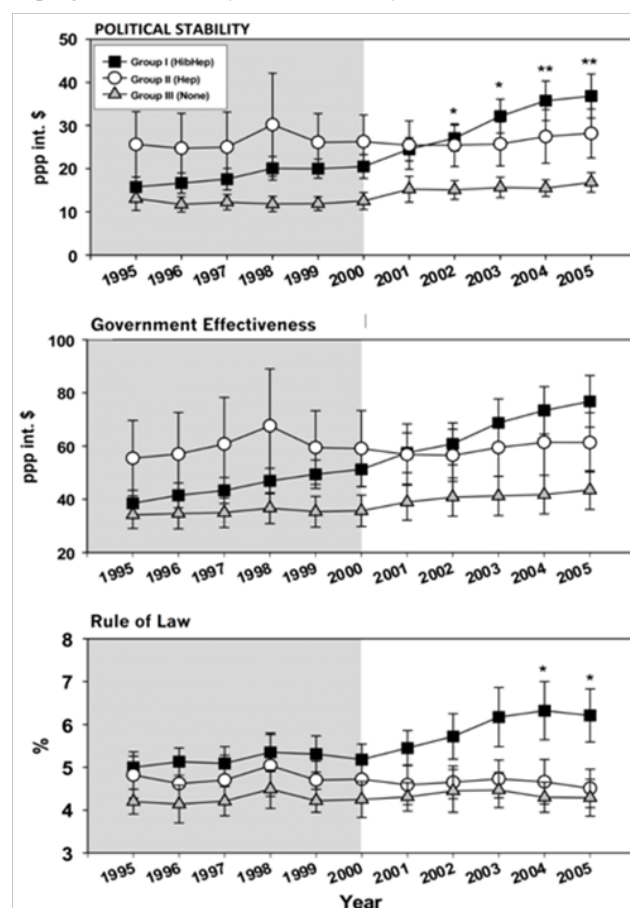 POLITICAL STABILITY
50
40
30
20
10
0
ppp int. $
Group I (HibHep)
Group II (Hep)
Group III (None)
*
*
**
**
1995 1996 1997 1998 1999 2000 2001 2002 2003 2004 2005
Government Effectiveness
100
80
60
40
20
ppp int. $
1995 1996 1997 1998 1999 2000 2001 2002 2003 2004 2005
Rule of Law
8
7
6
5
4
3
%
*
*
1995 1996 1997 1998 1999 2000 2001 2002 2003 2004 2005
Year